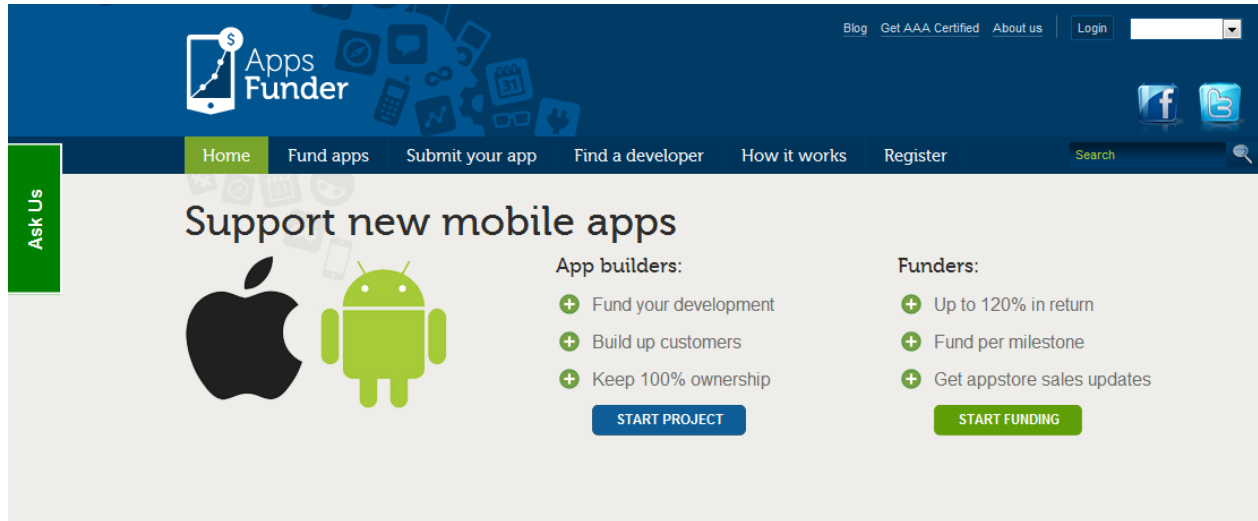 Blog Get AAA Certified About us Login
$
Apps
Funder
31
f
t
Home Fund apps Submit your app Find a developer How it works Register Search
Ask Us
31
Support new mobile apps
App builders:
Fund your development
Build up customers
Keep 100% ownership
START PROJECT
Funders:
Up to 120% in return
Fund per milestone
Get appstore sales updates
START FUNDING